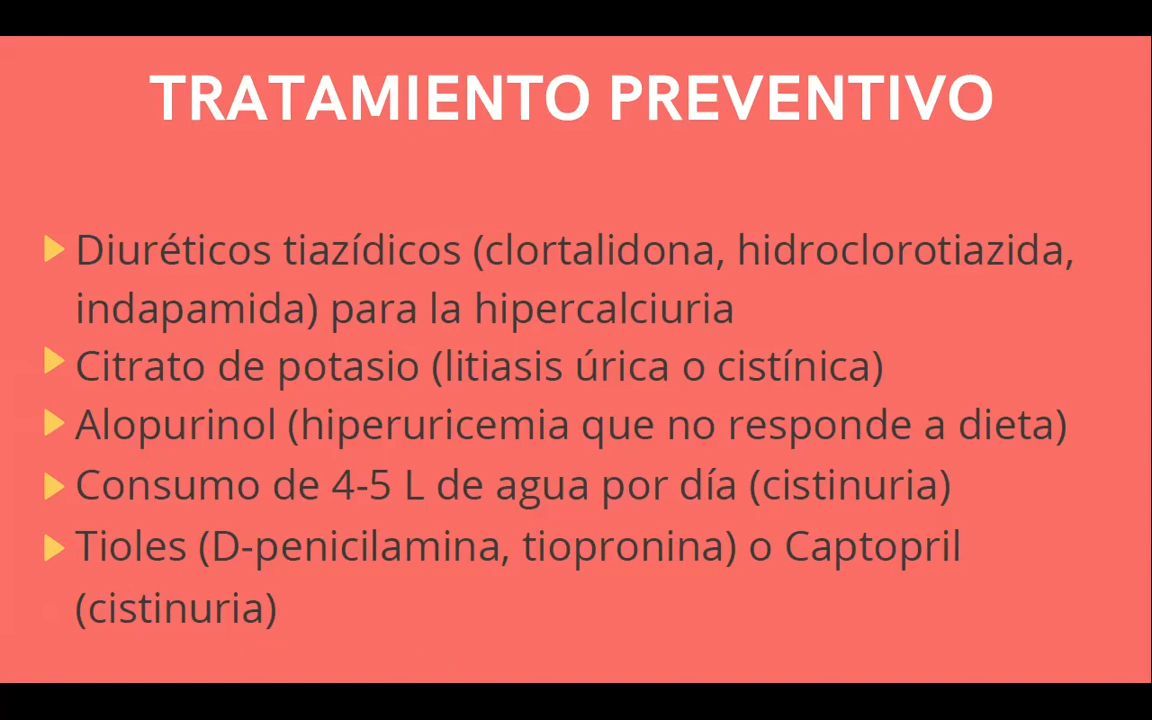 TRATAMIENTO PREVENTIVO
Diuréticos tiazídicos (clortalidona, hidroclorotiazida,
indapamida) para la hipercalciuria
Citrato de potasio (litiasis úrica o cistínica)
Alopurinol (hiperuricemia que no responde a dieta)
Consumo de 4-5 L de agua por día (cistinuria)
Tioles (D-penicilamina, tiopronina) o Captopril
(cistinuria)